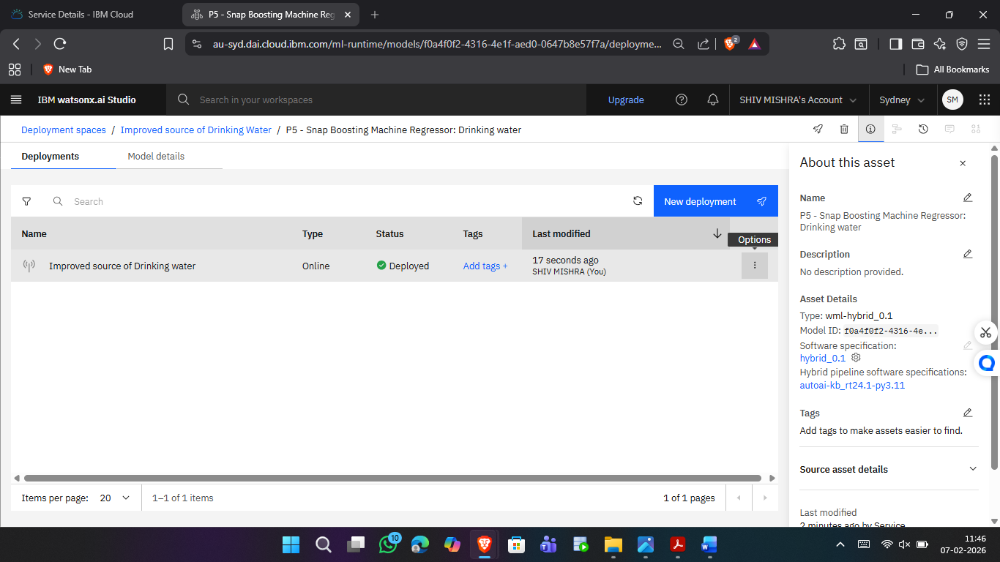 Service Details - IBM Cloud
P5 - Snap Boosting Machine Reg
au-syd.dai.cloud.ibm.com/ml-runtime/models/f0a4f0f2-4316-4e1f-aed0-0647b8e57f7a/deployme...
2
New Tab
All Bookmarks
IBM watsonx.ai Studio
Search in your workspaces
Upgrade
SHIV MISHRA's Account
Sydney
SM
Deployment spaces / Improved source of Drinking Water / P5 - Snap Boosting Machine Regressor: Drinking water
Deployments
Model details
Search
New deployment
Name Type Status Tags Last modified
Options
Improved source of Drinking water Online Deployed Add tags + 17 seconds ago
SHIV MISHRA (You)
Items per page: 20 1–1 of 1 items 1 of 1 pages
About this asset
Name
P5 - Snap Boosting Machine Regressor:
Drinking water
Description
No description provided.
Asset Details
Type: wml-hybrid_0.1
Model ID: f0a4f0f2-4316-4e...
Software specification:
hybrid_0.1
Hybrid pipeline software specifications:
autoai-kb_rt24.1-py3.11
Tags
Add tags to make assets easier to find.
Source asset details
Last modified
2 minutes ago by Service
10
11:46
07-02-2026